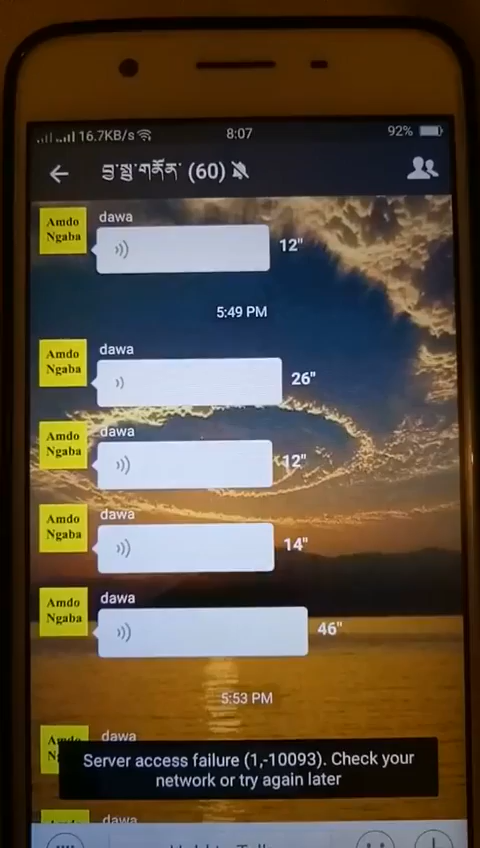 16.7KB/s 8:07 92%
(60)
Amdo
Ngaba
dawa
12"
5:49 PM
Amdo
Ngaba
dawa
26"
Amdo
Ngaba
dawa
12"
Amdo
Ngaba
dawa
14"
Amdo
Ngaba
dawa
46"
5:53 PM
dawa
Server access failure (1,-10093). Check your
network or try again later
dawa